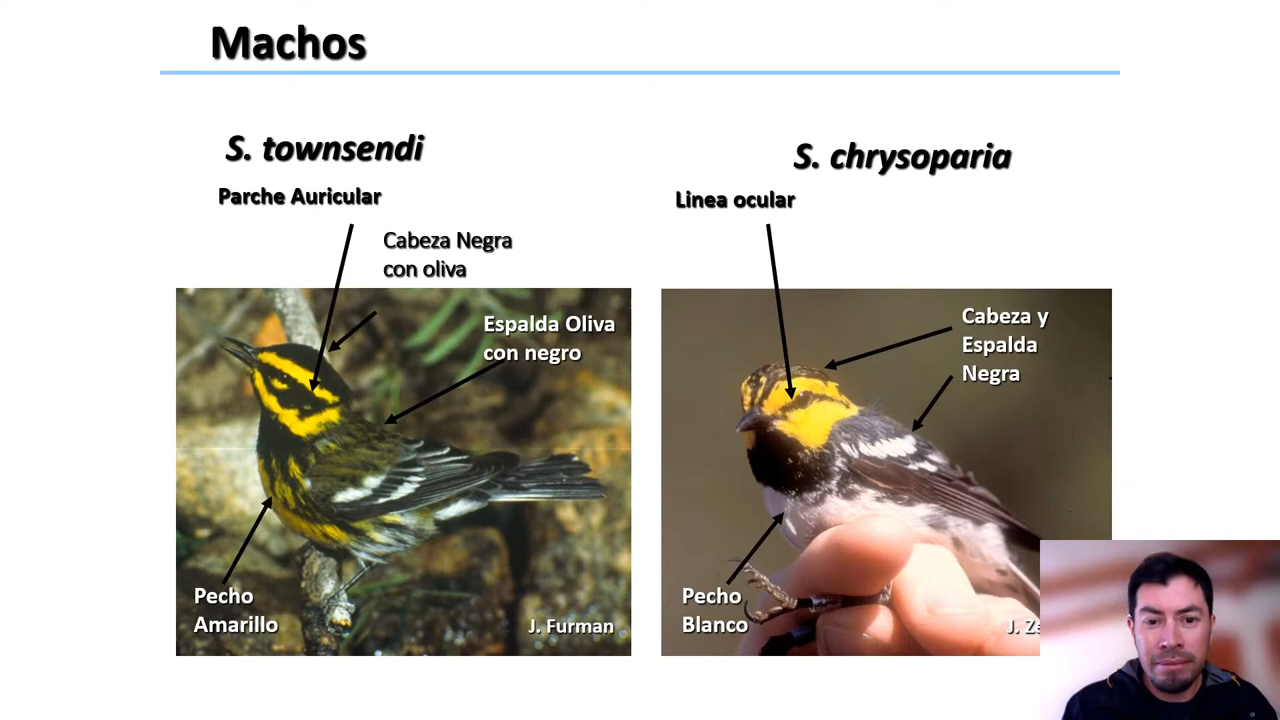 Machos
S. townsendi
Parche Auricular
Cabeza Negra
con oliva
Espalda Oliva
con negro
Pecho
Amarillo
J. Furman
S. chrysoparia
Linea ocular
Cabeza y
Espalda
Negra
Pecho
Blanco
J.